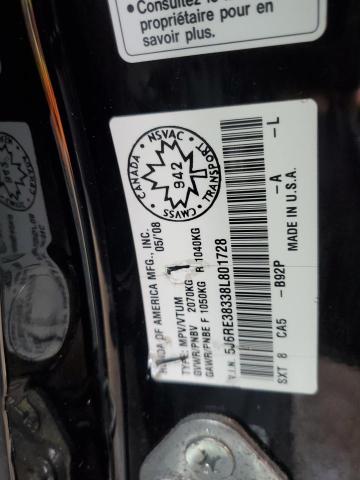 •Consultez le
propriétaire pour en
savoir plus.
CANADA
NSVAC
942
CMVSS
TRANSPORT
HONDA OF AMERICA MFG., INC.
05/'08
TYPE: MPV/VTUM
GVWR/PNBV 2070KG
GAWR/PNBE F 1050KG R 1040KG
V.I.N. 5J6RE38338L801728
SXT 8 CA5 -B92P -A -L
MADE IN U.S.A.